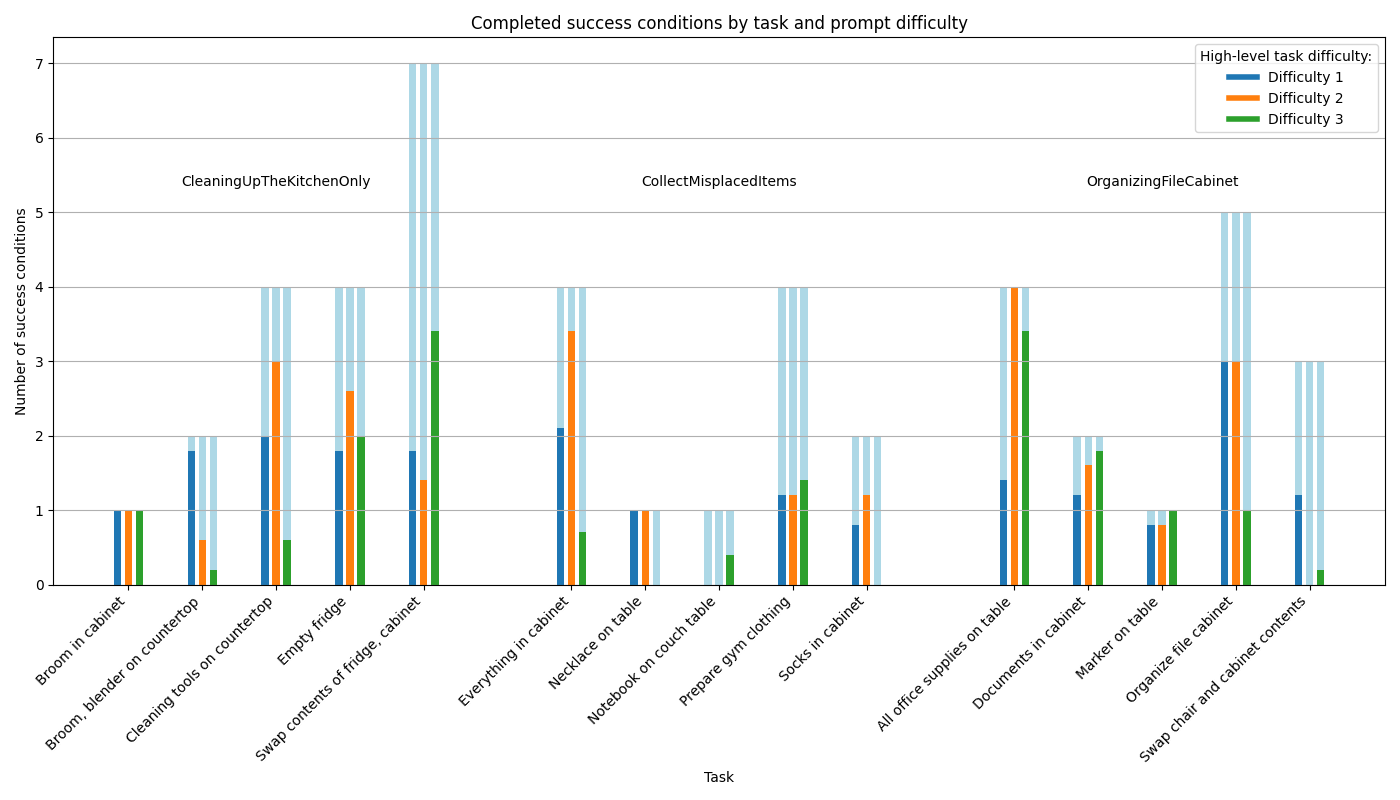 Completed success conditions by task and prompt difficulty
High-level task difficulty:
Difficulty 1
Difficulty 2
Difficulty 3
CleaningUpTheKitchenOnly
CollectMisplacedItems
OrganizingFileCabinet
Number of success conditions
7
6
5
4
3
2
1
0
Broom in cabinet
Broom, blender on countertop
Cleaning tools on countertop
Empty fridge
Swap contents of fridge, cabinet
Everything in cabinet
Necklace on table
Notebook on couch table
Prepare gym clothing
Socks in cabinet
All office supplies on table
Documents in cabinet
Marker on table
Organize file cabinet
Swap chair and cabinet contents
Task